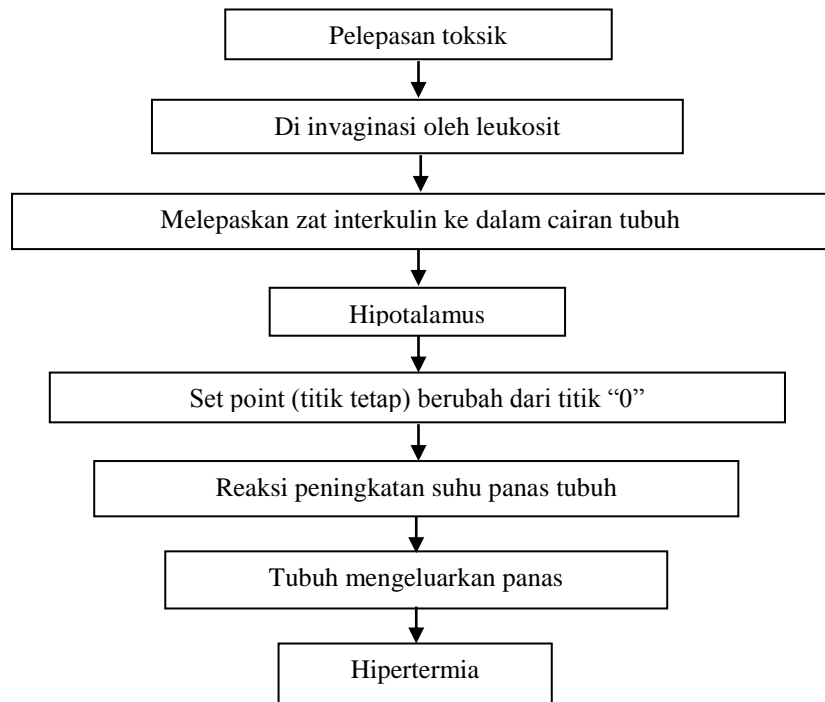 Pelepasan toksik
Di invaginasi oleh leukosit
Melepaskan zat interkulin ke dalam cairan tubuh
Hipotalamus
Set point (titik tetap) berubah dari titik “0”
Reaksi peningkatan suhu panas tubuh
Tubuh mengeluarkan panas
Hipertermia